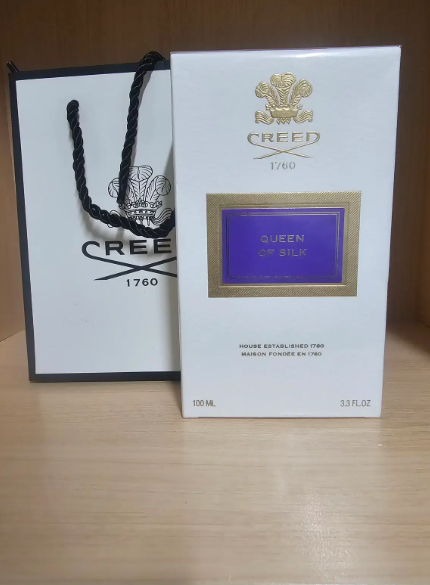 CREED
1760
QUEEN
OF SILK
HOUSE ESTABLISHED 1760
MAISON FONDÉE EN 1760
100 ML 3.3 FL.OZ
CREE
1760